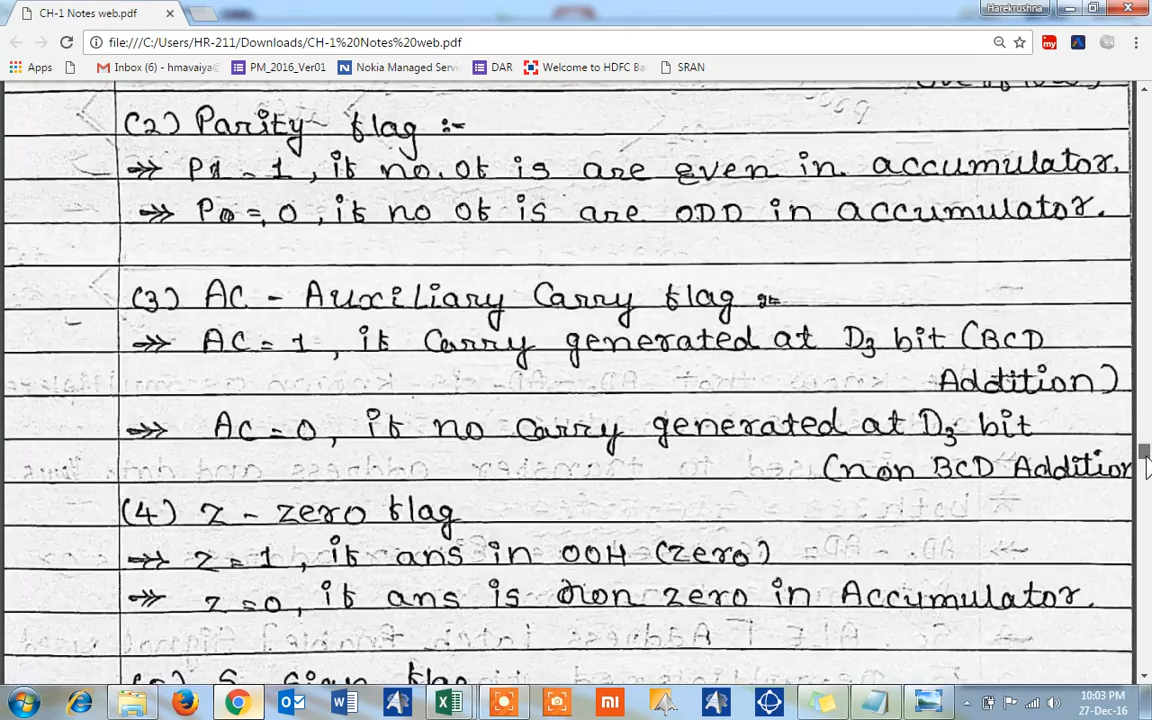 CH-1 Notes web.pdf
Harekrushna
file:///C:/Users/HR-211/Downloads/CH-1%20Notes%20web.pdf
Apps
Inbox (6) - hmavaiya
PM_2016_Ver01
Nokia Managed Servi
DAR
Welcome to HDFC Ba
SRAN
(2) Parity flag :-
→ P = 1, if no. of 1s are even in accumulator.
→ P = 0, if no of 1s are ODD in accumulator.
(3) AC - Auxiliary Carry flag :-
→ AC = 1, if Carry generated at D3 bit (BCD
Addition)
→ AC = 0, if no carry generated at D3 bit
(non BCD Addition
(4) Z - zero flag
→ Z = 1, if ans in 00H (zero)
→ Z = 0, if ans is non zero in Accumulator.
10:03 PM
27-Dec-16